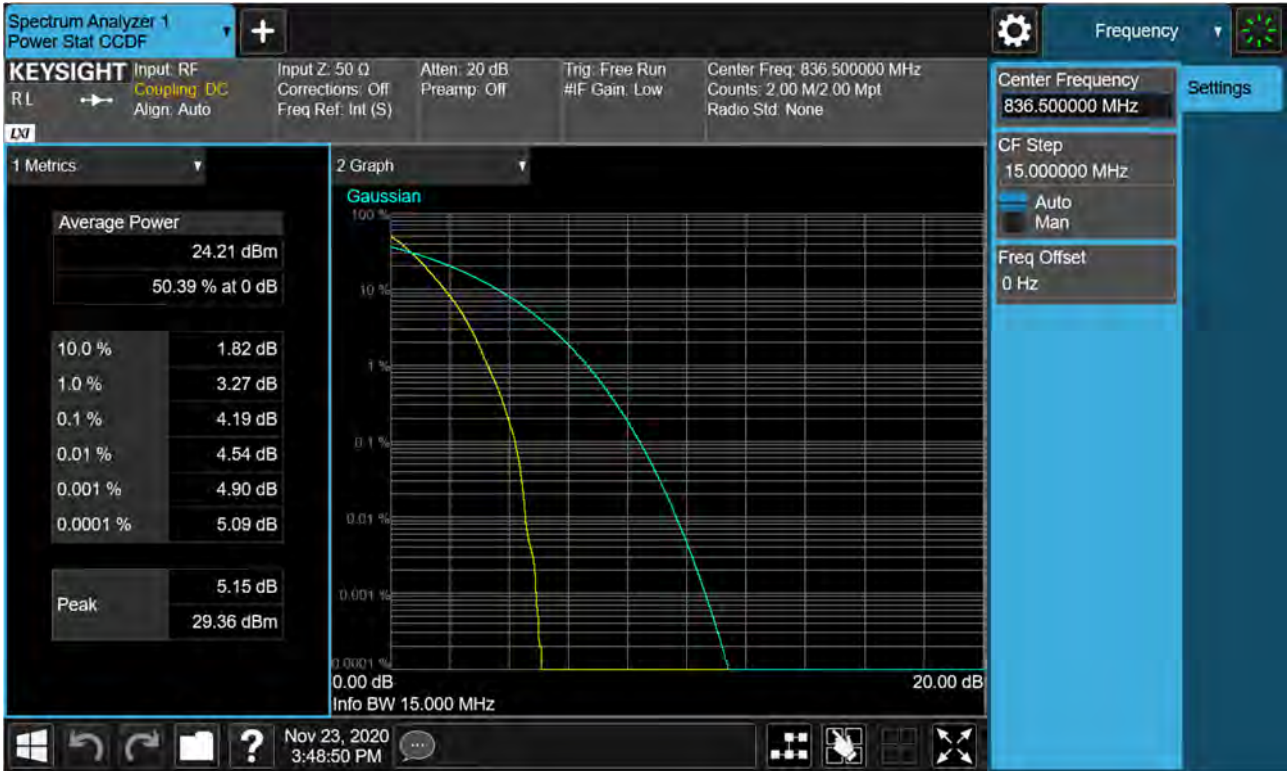 Spectrum Analyzer 1
Power Stat CCDF
+
Frequency
KEYSIGHT
R L
LXI
Input: RF
Coupling: DC
Align: Auto
Input Z: 50 Ω
Corrections: Off
Freq Ref: Int (S)
Atten: 20 dB
Preamp: Off
Trig: Free Run
#IF Gain: Low
Center Freq: 836.500000 MHz
Counts: 2.00 M/2.00 Mpt
Radio Std: None
Center Frequency
836.500000 MHz
Settings
CF Step
15.000000 MHz
Auto
Man
Freq Offset
0 Hz
1 Metrics
Average Power
24.21 dBm
50.39 % at 0 dB
10.0 % 1.82 dB
1.0 % 3.27 dB
0.1 % 4.19 dB
0.01 % 4.54 dB
0.001 % 4.90 dB
0.0001 % 5.09 dB
Peak
5.15 dB
29.36 dBm
2 Graph
Gaussian
100 %
10 %
1 %
0.1 %
0.01 %
0.001 %
0.0001 %
0.00 dB 20.00 dB
Info BW 15.000 MHz
?
Nov 23, 2020
3:48:50 PM